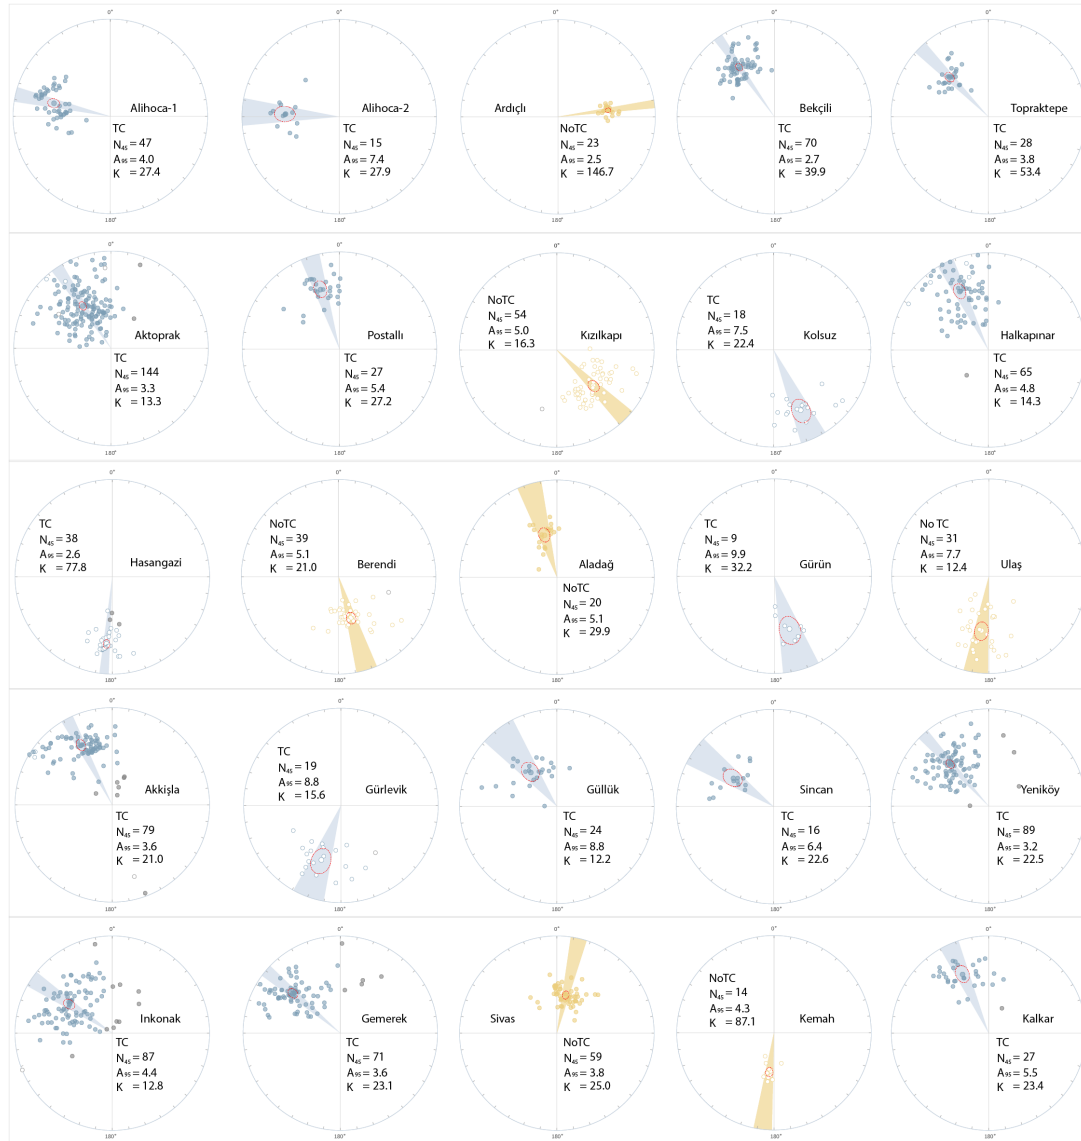 0°
Alihoca-1
TC
N45 = 47
A95 = 4.0
K = 27.4
180°
0°
Alihoca-2
TC
N45 = 15
A95 = 7.4
K = 27.9
180°
0°
Ardıçlı
NoTC
N45 = 23
A95 = 2.5
K = 146.7
180°
0°
Bekçili
TC
N45 = 70
A95 = 2.7
K = 39.9
180°
0°
Topraktepe
TC
N45 = 28
A95 = 3.8
K = 53.4
180°
0°
Aktoprak
TC
N45 = 144
A95 = 3.3
K = 13.3
180°
0°
Postallı
TC
N45 = 27
A95 = 5.4
K = 27.2
180°
0°
NoTC
N45 = 54
A95 = 5.0
K = 16.3
Kızılkapı
180°
0°
TC
N45 = 18
A95 = 7.5
K = 22.4
Kolsuz
160°
0°
Halkapınar
TC
N45 = 65
A95 = 4.8
K = 14.3
180°
0°
TC
N45 = 38
A95 = 2.6
K = 77.8
Hasangazi
180°
0°
NoTC
N45 = 39
A95 = 5.1
K = 21.0
Berendi
180°
0°
Aladağ
NoTC
N45 = 20
A95 = 5.1
K = 29.9
180°
0°
TC
N45 = 9
A95 = 9.9
K = 32.2
Gürün
180°
0°
No TC
N45 = 31
A95 = 7.7
K = 12.4
Ulaş
180°
0°
Akkişla
TC
N45 = 79
A95 = 3.6
K = 21.0
180°
0°
TC
N45 = 19
A95 = 8.8
K = 15.6
Gürlevik
180°
0°
Güllük
TC
N45 = 24
A95 = 8.8
K = 12.2
180°
0°
Sincan
TC
N45 = 16
A95 = 6.4
K = 22.6
180°
0°
Yeniköy
TC
N45 = 89
A95 = 3.2
K = 22.5
180°
0°
Inkonak
TC
N45 = 87
A95 = 4.4
K = 12.8
180°
0°
Gemerek
TC
N45 = 71
A95 = 3.6
K = 23.1
180°
0°
Sivas
NoTC
N45 = 59
A95 = 3.8
K = 25.0
180°
0°
NoTC
N45 = 14
A95 = 4.3
K = 87.1
Kemah
180°
0°
Kalkar
TC
N45 = 27
A95 = 5.5
K = 23.4
180°